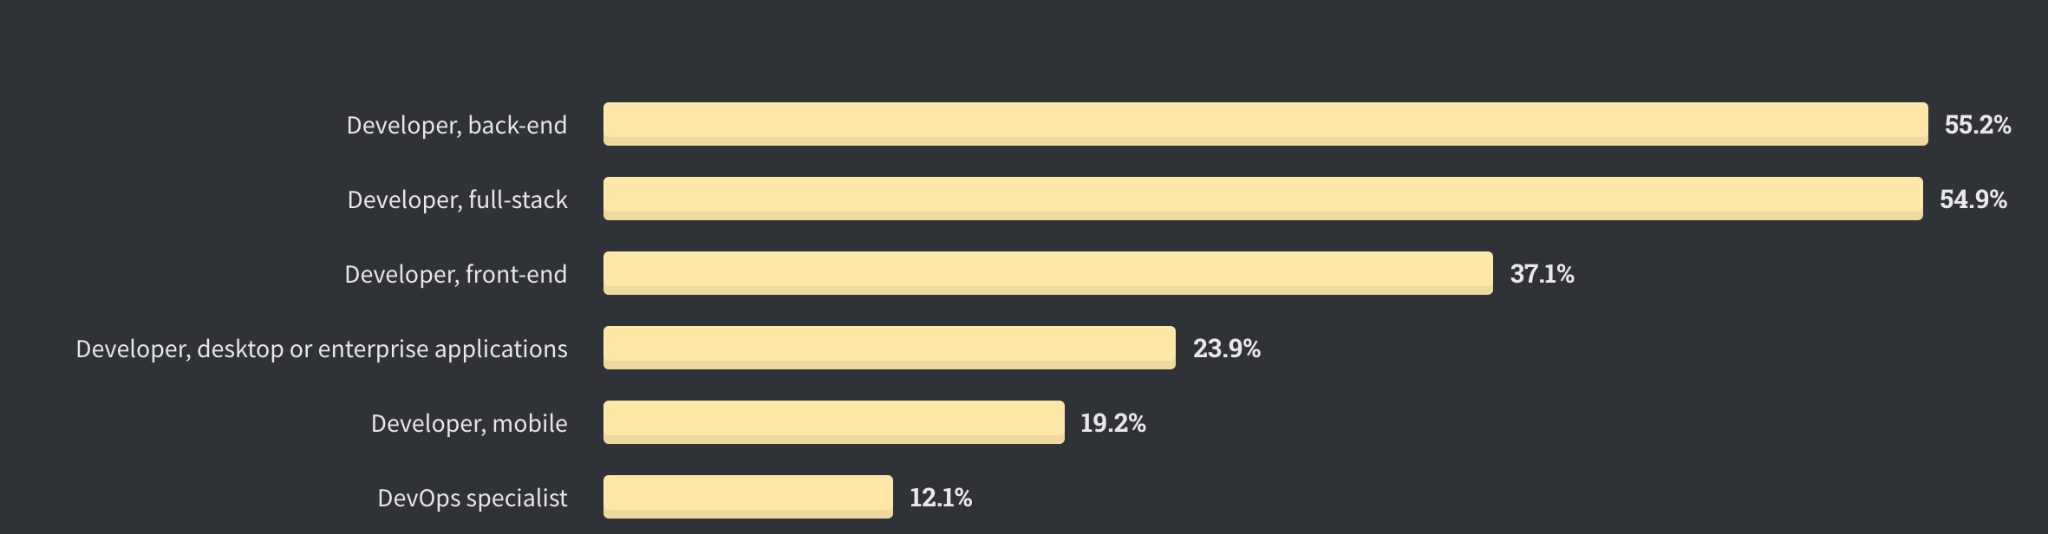 Developer, back-end 55.2%
Developer, full-stack 54.9%
Developer, front-end 37.1%
Developer, desktop or enterprise applications 23.9%
Developer, mobile 19.2%
DevOps specialist 12.1%